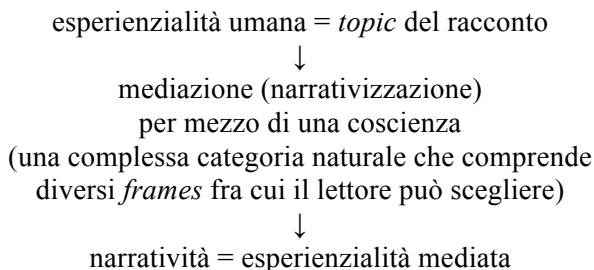 esperienzialità umana = topic del racconto
↓
mediazione (narrativizzazione)
per mezzo di una coscienza
(una complessa categoria naturale che comprende
diversi frames fra cui il lettore può scegliere)
↓
narratività = esperienzialità mediata